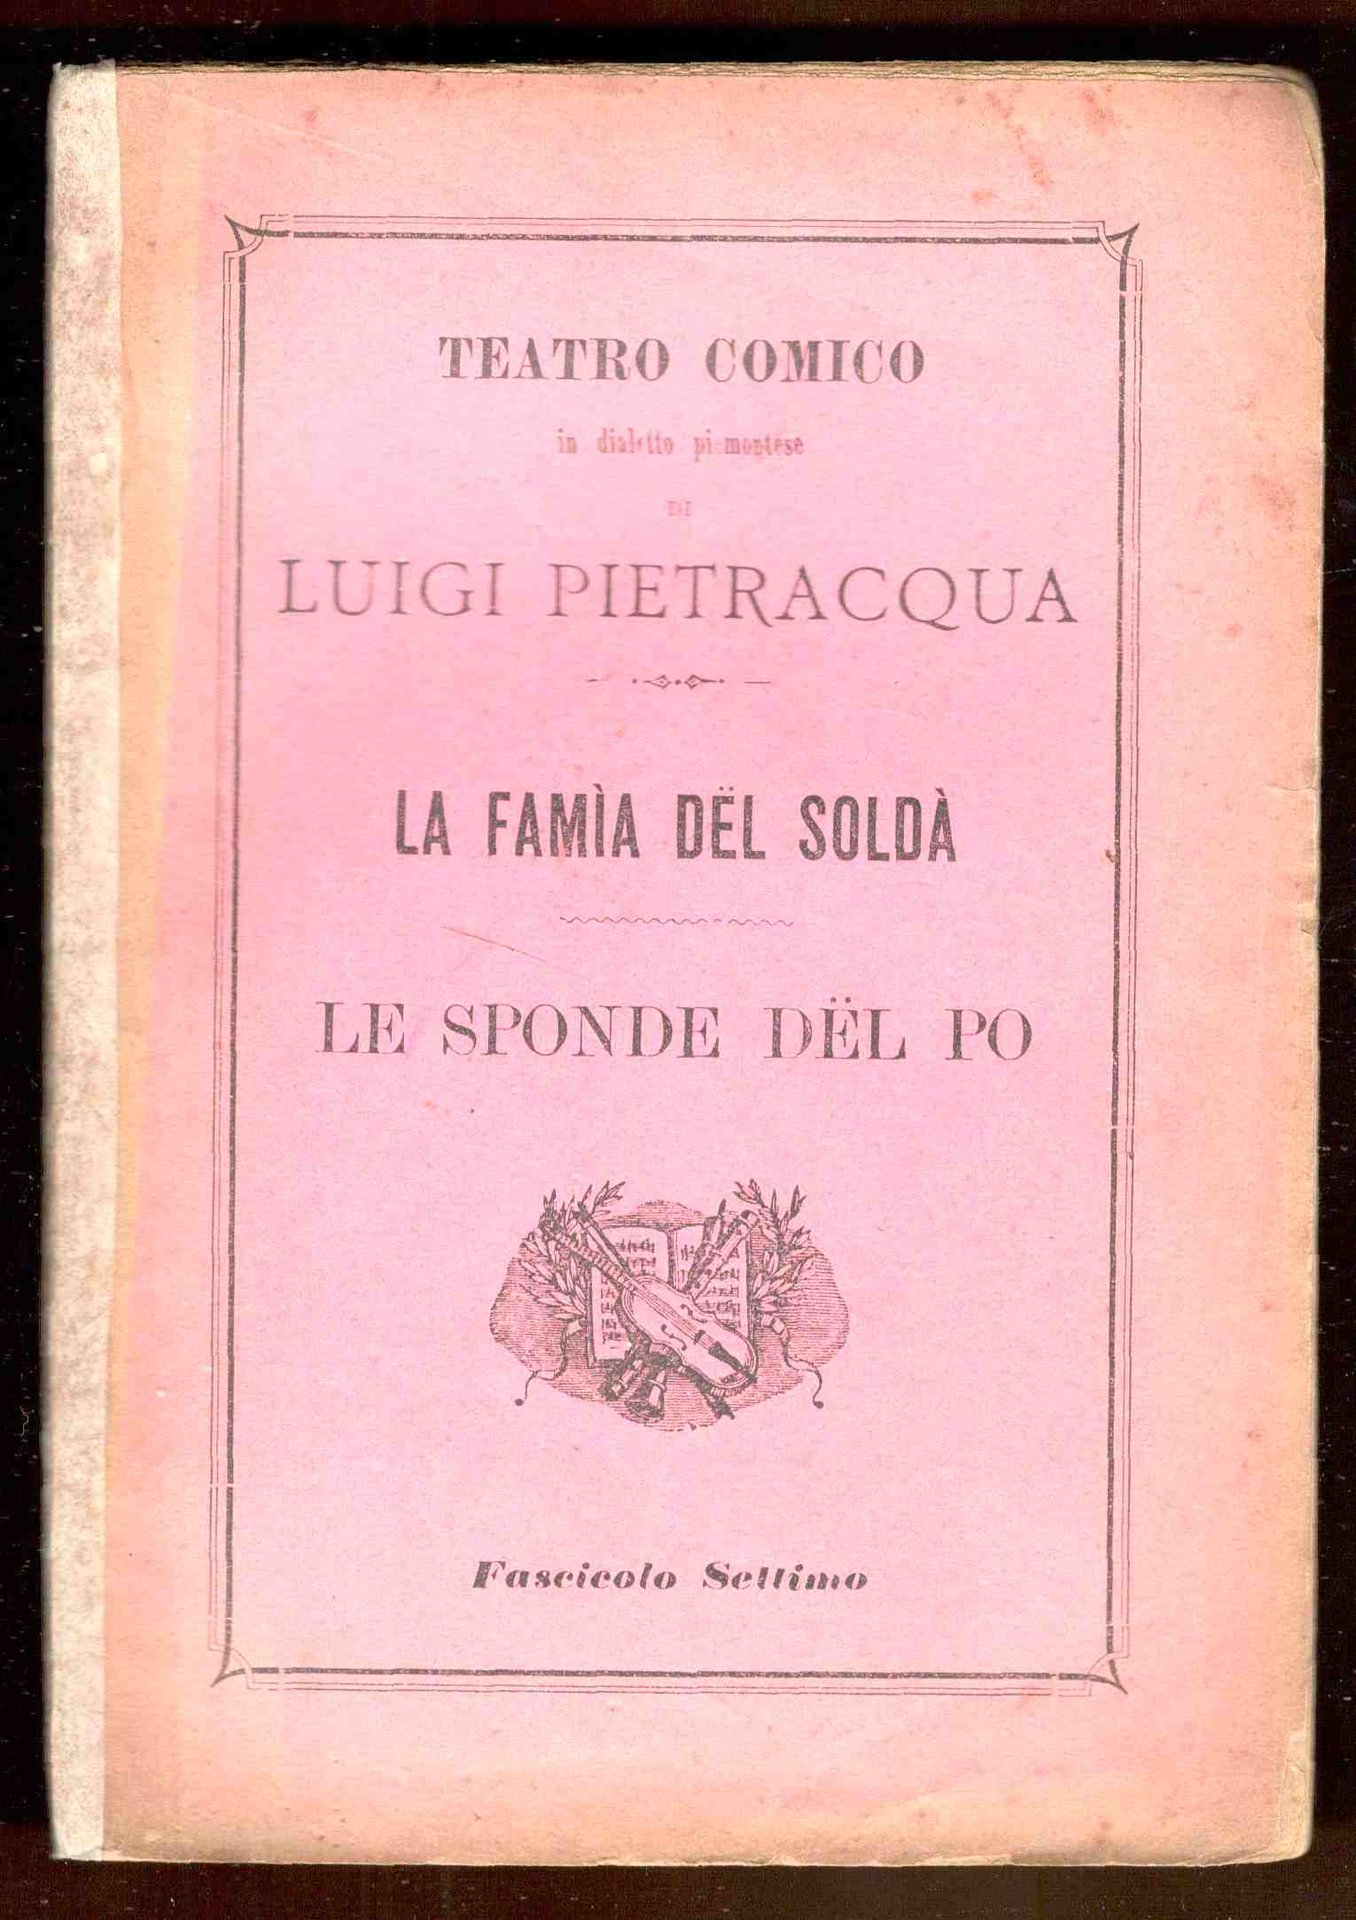 TEATRO COMICO
in dialetto piemontese
DI
LUIGI PIETRACQUA
LA FAMÌA DËL SOLDÀ
LE SPONDE DËL PO
Fascicolo Settimo